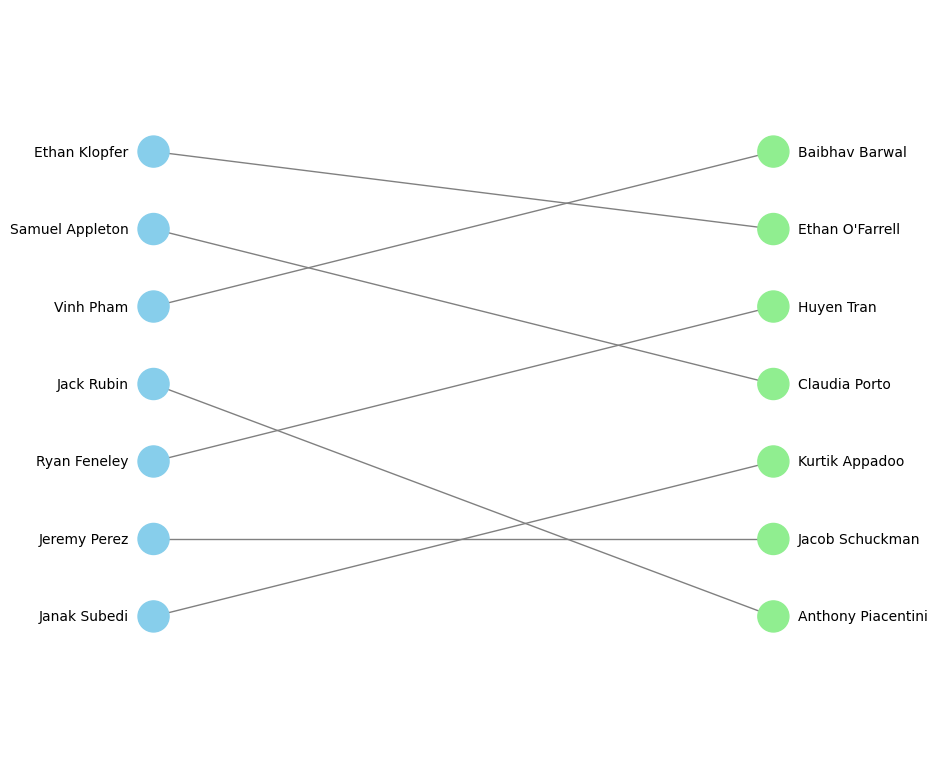 Ethan Klopfer
Baibhav Barwal
Samuel Appleton
Ethan O'Farrell
Vinh Pham
Huyen Tran
Jack Rubin
Claudia Porto
Ryan Feneley
Kurtik Appadoo
Jeremy Perez
Jacob Schuckman
Janak Subedi
Anthony Piacentini